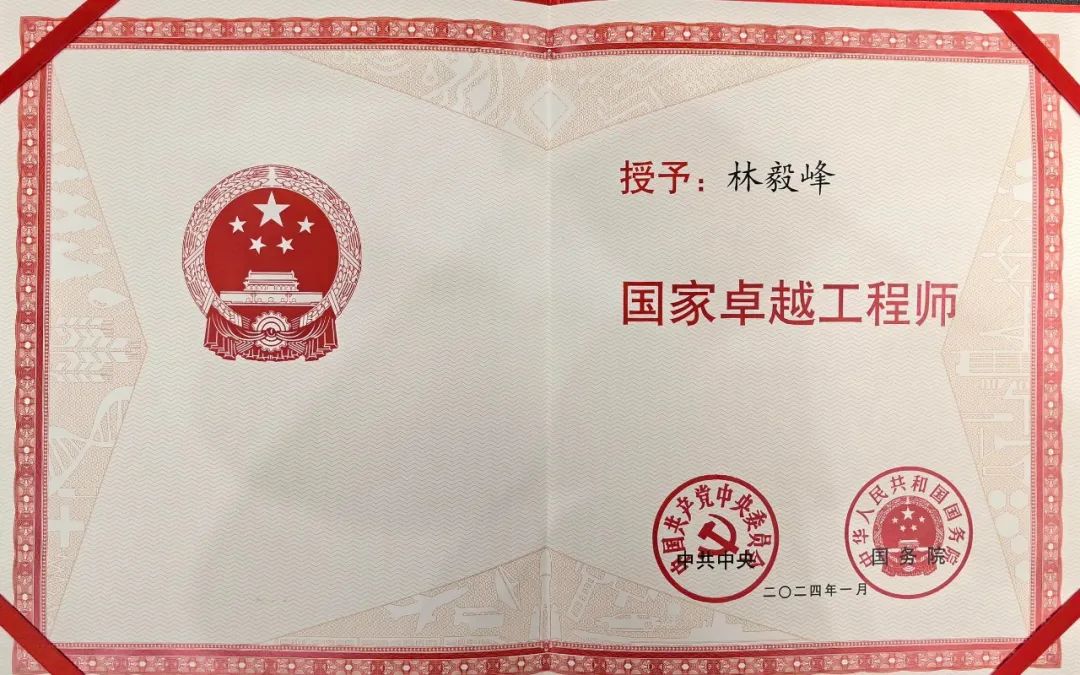 授予：林毅峰
国家卓越工程师
中国共产党中央委员会
中共中央
中华人民共和国国务院
国务院
二〇二四年一月